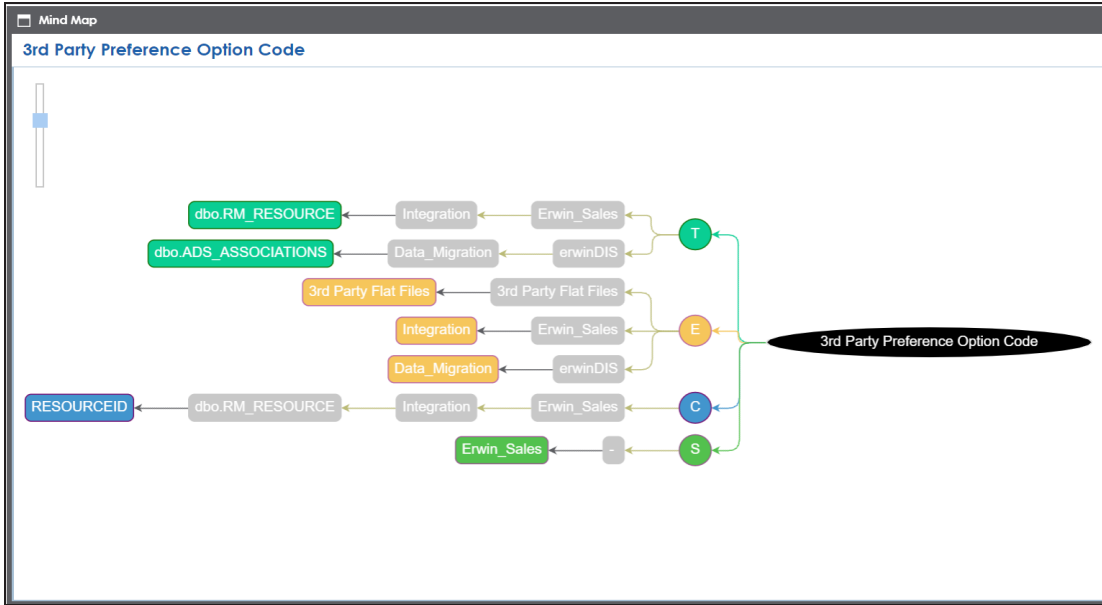 Mind Map
3rd Party Preference Option Code
dbo.RM_RESOURCE Integration Erwin_Sales T
dbo.ADS_ASSOCIATIONS Data_Migration erwinDIS
3rd Party Flat Files 3rd Party Flat Files
Integration Erwin_Sales E
3rd Party Preference Option Code
Data_Migration erwinDIS
RESOURCEID dbo.RM_RESOURCE Integration Erwin_Sales C
Erwin_Sales - S